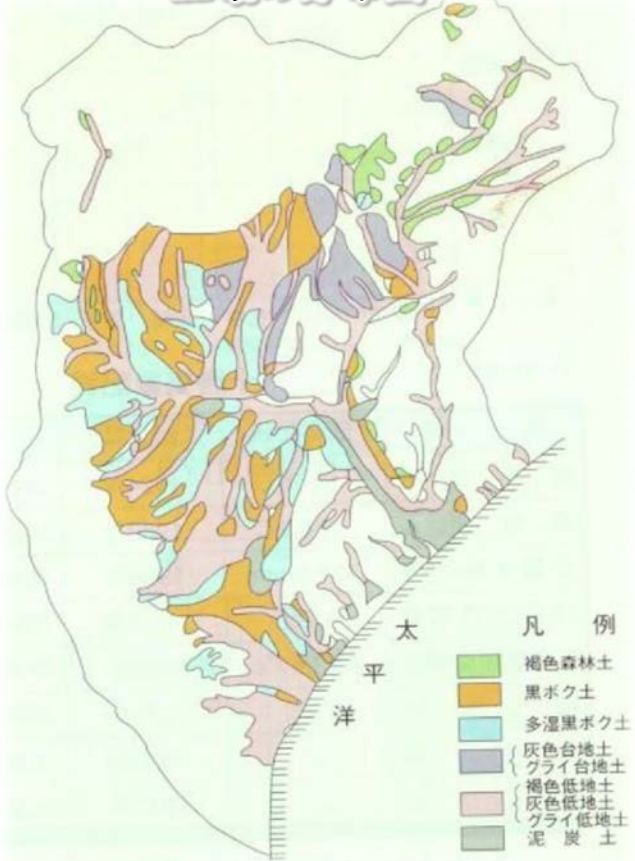 太平洋
凡例
褐色森林土
黒ボク土
多湿黒ボク土
灰色台地土
グライ台地土
褐色低地土
灰色低地土
グライ低地土
泥炭土